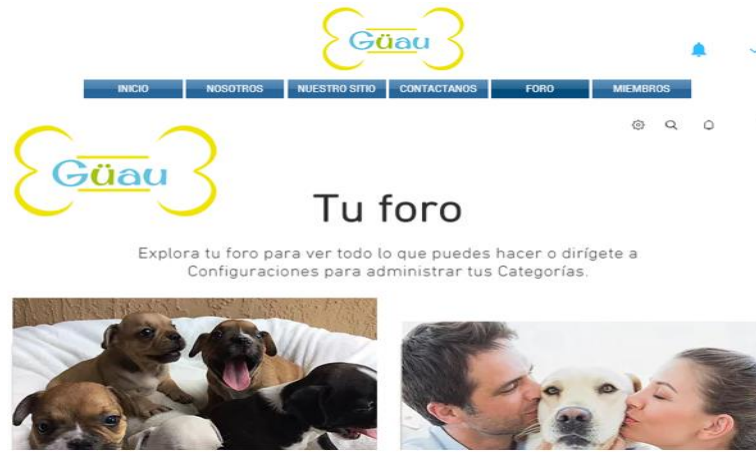 Güau
INICIO NOSOTROS NUESTRO SITIO CONTACTANOS FORO MIEMBROS
Güau
Tu foro
Explora tu foro para ver todo lo que puedes hacer o dirígete a
Configuraciones para administrar tus Categorías.